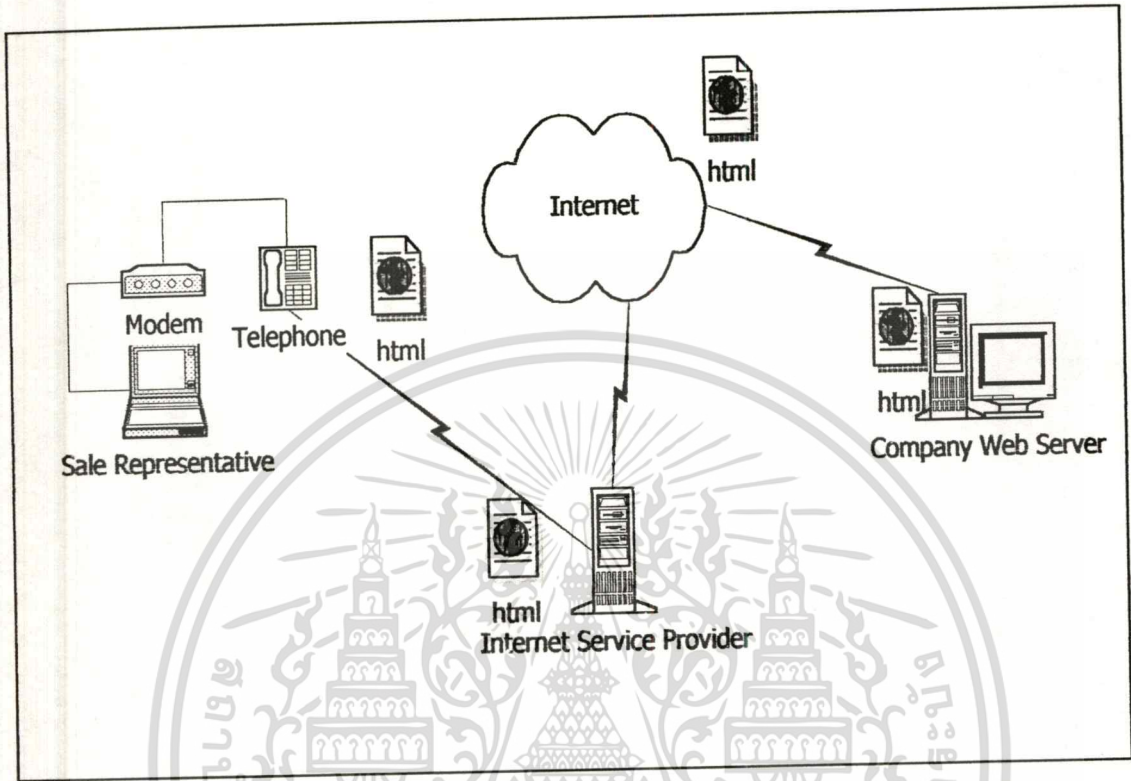 html
Internet
Modem
Telephone
html
html
Sale Representative
Company Web Server
html
Internet Service Provider